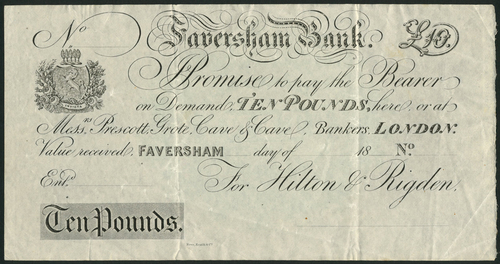 No Faversham Bank. £10.
I Promise to pay the Bearer
on Demand TEN POUNDS, here or at
Messrs Prescott, Grote, Cave & Cave, Bankers, LONDON:
Value received, FAVERSHAM day of 18 No.
Entd. For Hilton & Rigden.
Ten Pounds.